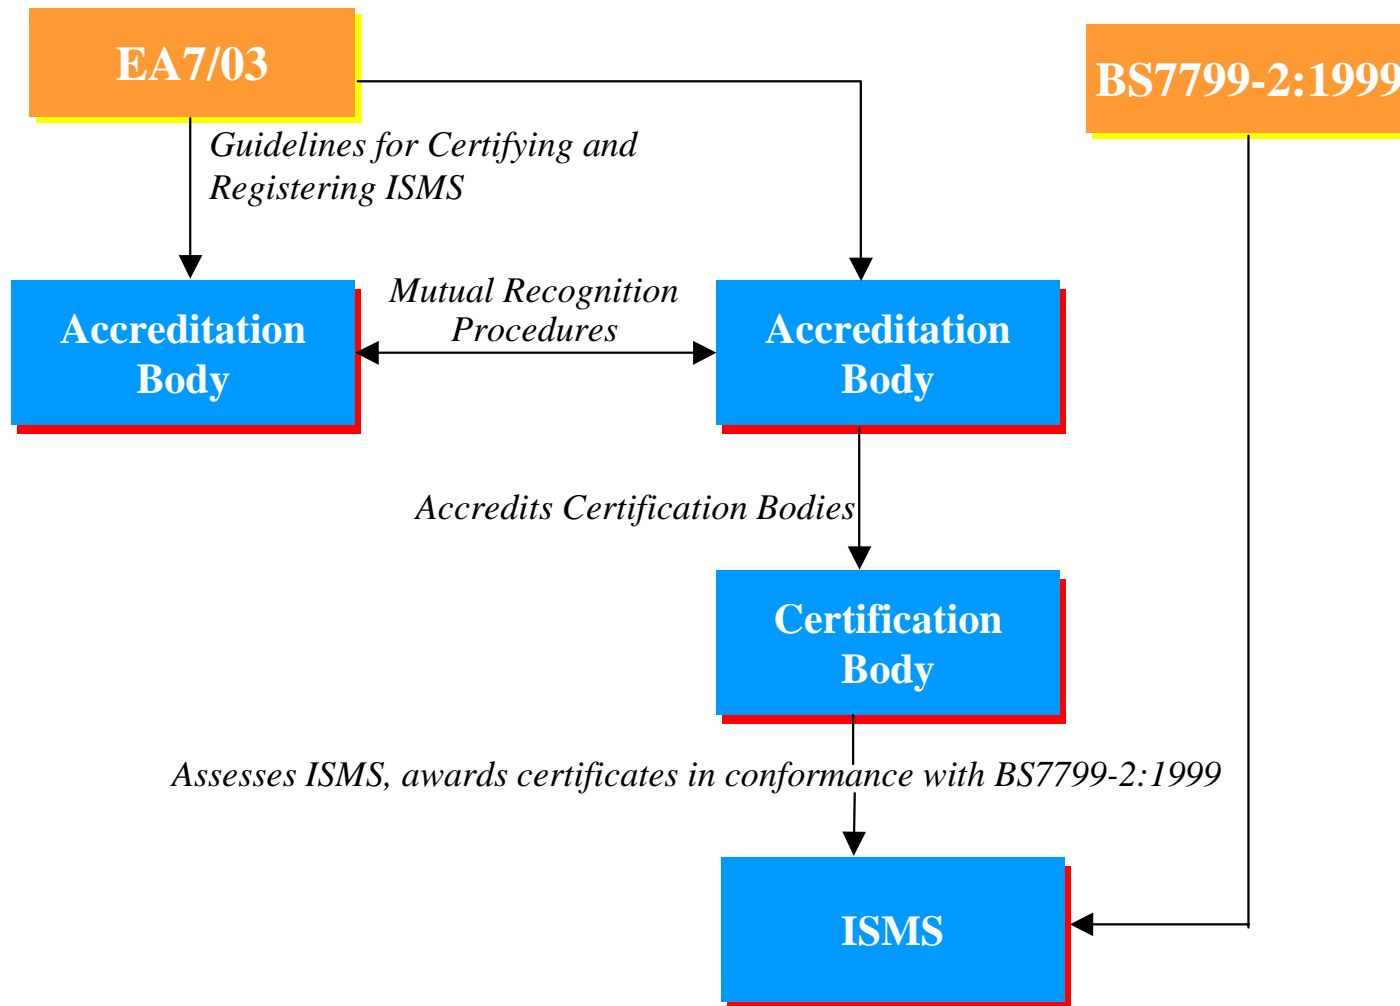 EA7/03
BS7799-2:1999
Guidelines for Certifying and
Registering ISMS
Mutual Recognition
Procedures
Accreditation
Body
Accreditation
Body
Accredits Certification Bodies
Certification
Body
Assesses ISMS, awards certificates in conformance with BS7799-2:1999
ISMS